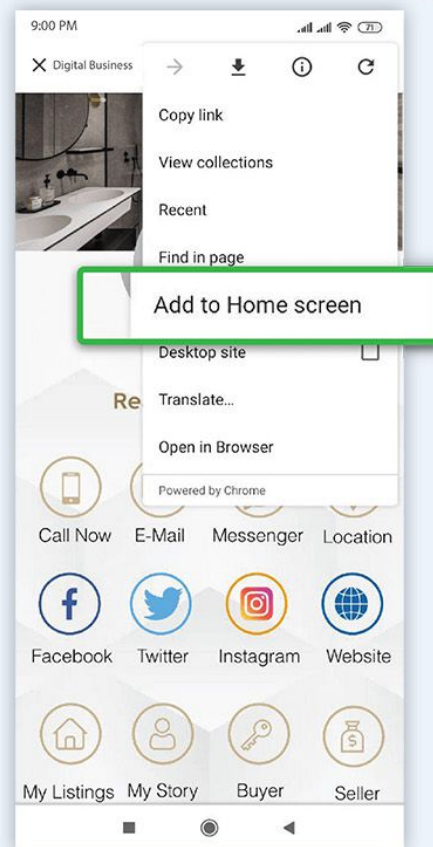 9:00 PM
71
Digital Business
Copy link
View collections
Recent
Find in page
Add to Home screen
Desktop site
Re
Translate...
Open in Browser
Powered by Chrome
Call Now E-Mail Messenger Location
Facebook Twitter Instagram Website
My Listings My Story Buyer Seller